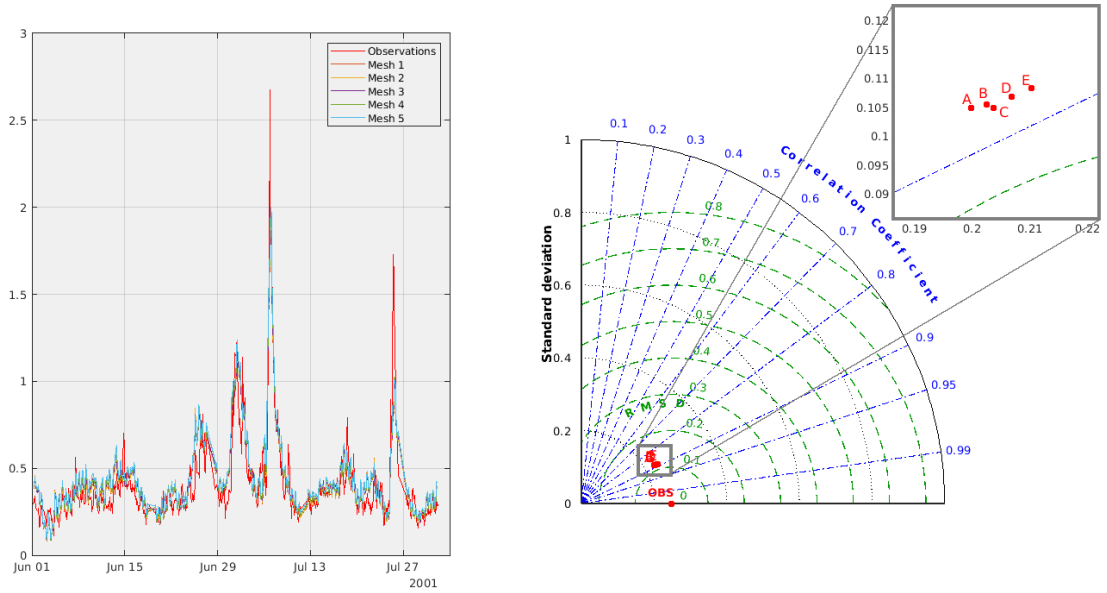 3
2.5
2
1.5
1
0.5
0
Jun 01
Jun 15
Jun 29
Jul 13
Jul 27
2001
Observations
Mesh 1
Mesh 2
Mesh 3
Mesh 4
Mesh 5
Standard deviation
1
0.8
0.6
0.4
0.2
0
0.1
0.2
0.3
0.4
0.5
0.6
0.7
0.8
0.9
0.95
0.99
Correlation Coefficient
0.8
0.7
0.6
0.5
0.4
0.3
0.2
0.1
0
RMSD
OBS
0.12
0.115
0.11
0.105
0.1
0.095
0.09
0.19
0.2
0.21
0.22
A
B
C
D
E